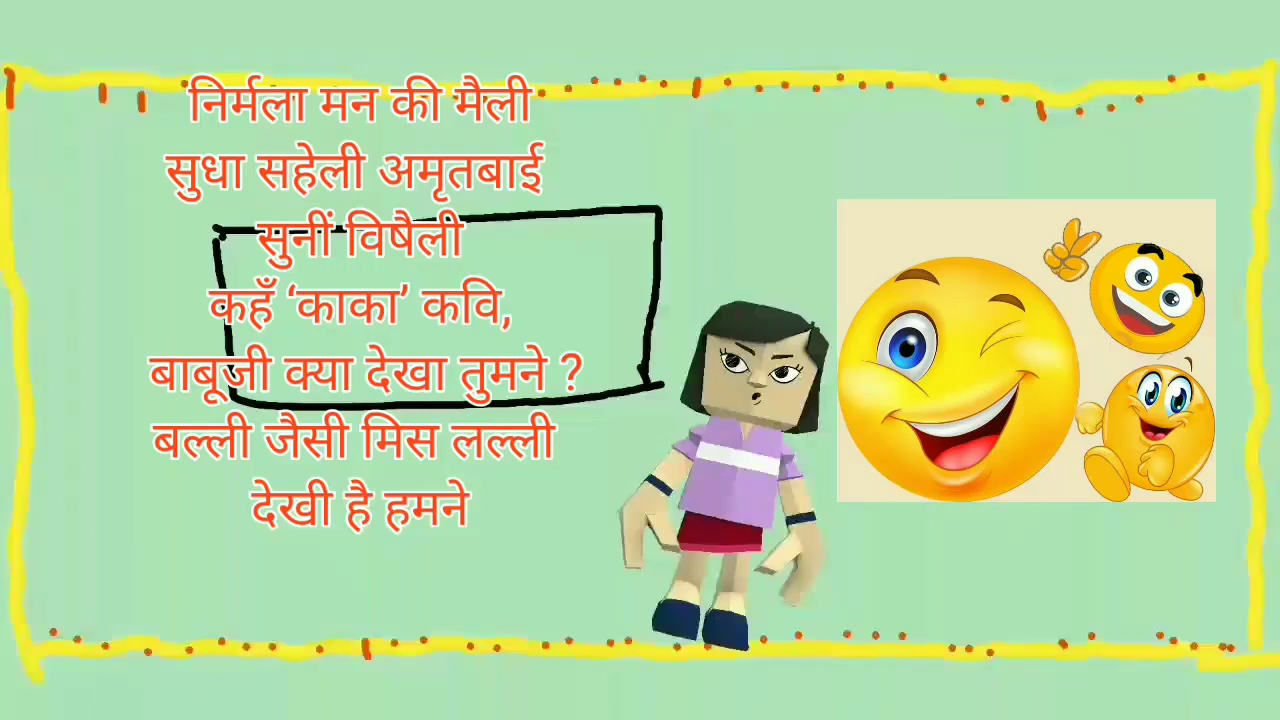 निर्मला मन की मैली
सुधा सहेली अमृतबाई
सुनीं विषैली
कहँ ‘काका’ कवि,
बाबूजी क्या देखा तुमने ?
बल्ली जैसी मिस लल्ली
देखी है हमने